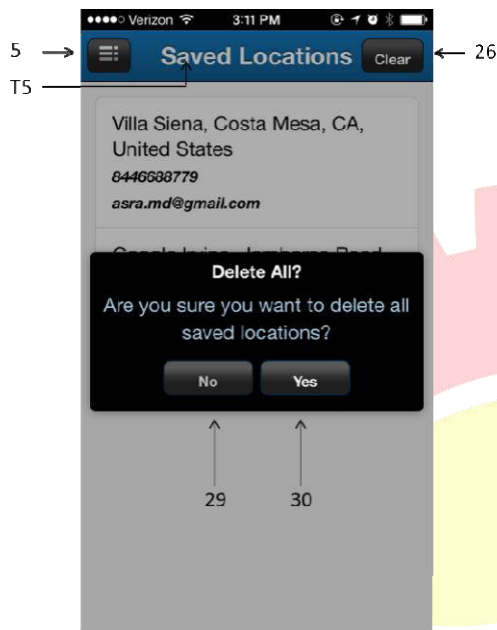 Verizon 3:11 PM
5 Saved Locations Clear 26
T5
Villa Siena, Costa Mesa, CA,
United States
8446688779
asra.md@gmail.com
Delete All?
Are you sure you want to delete all
saved locations?
No Yes
29 30